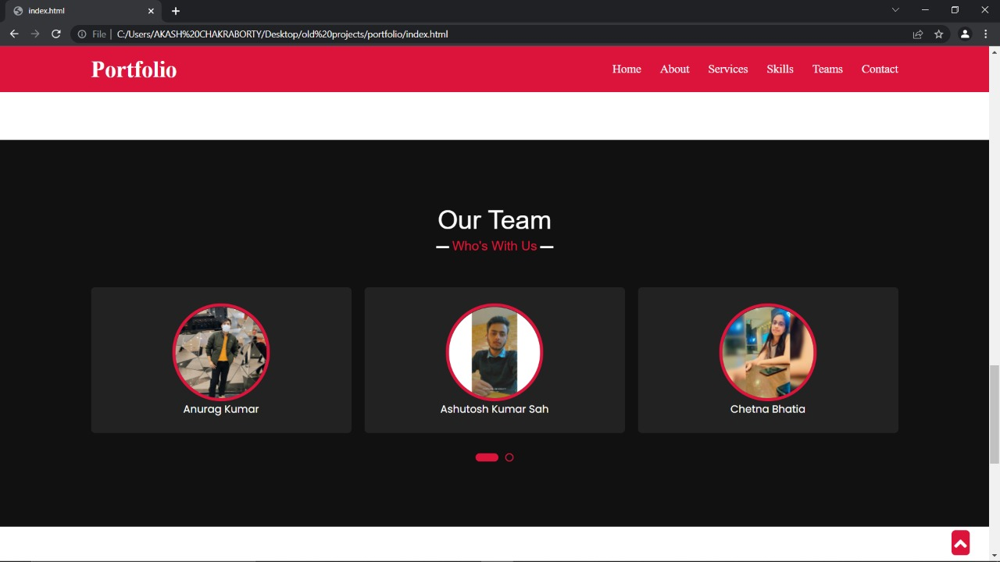 index.html
File | C:/Users/AKASH%20CHAKRABORTY/Desktop/old%20projects/portfolio/index.html
Portfolio
Home About Services Skills Teams Contact
Our Team
Who's With Us
Anurag Kumar
Ashutosh Kumar Sah
Chetna Bhatia